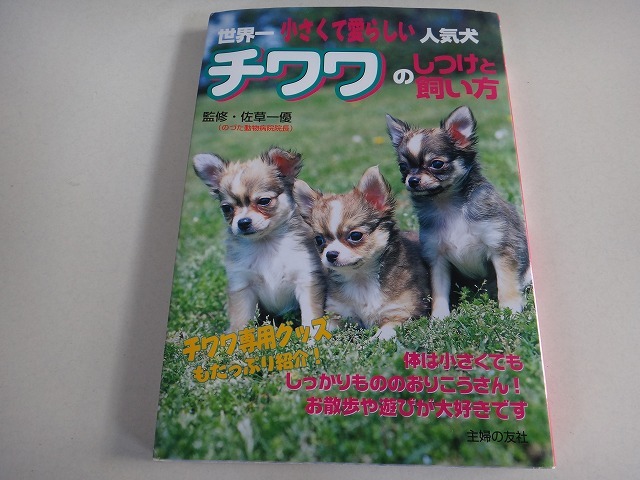 世界一 小さくて愛らしい 人気犬
チワワのしつけと飼い方
監修・佐草一優
(のづた動物病院院長)
チワワ専用グッズ
もたっぷり紹介!
体は小さくても
しっかりもののおりこうさん!
お散歩や遊びが大好きです
主婦の友社